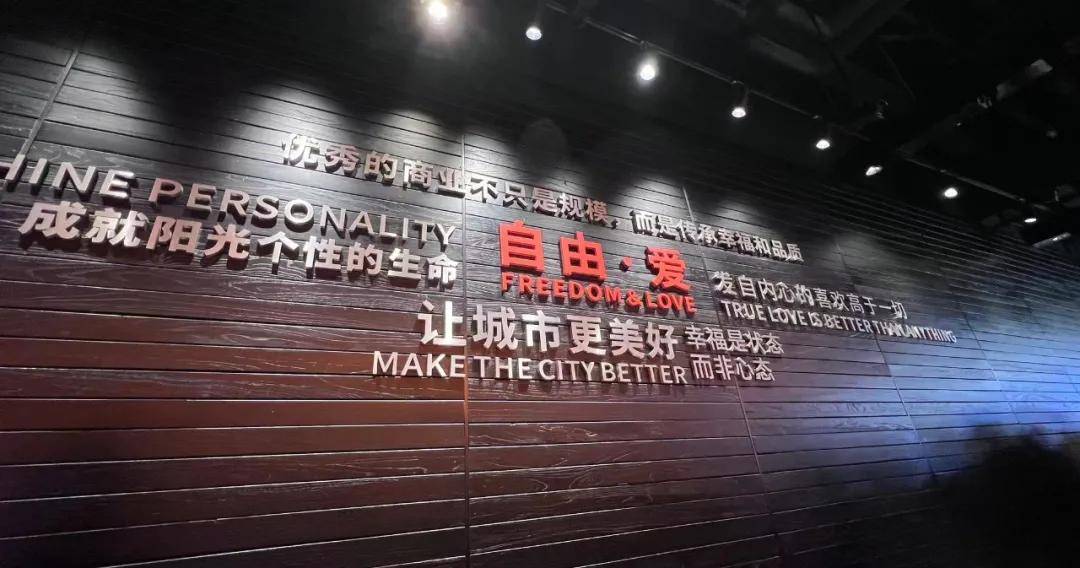 优秀的商业不只是规模，而是传承幸福和品质
HINE PERSONALITY
成就阳光个性的生命
自由·爱
FREEDOM & LOVE
发自内心的喜欢高于一切
TRUE LOVE IS BETTER THAN ANYTHING
让城市更美好
MAKE THE CITY BETTER
幸福是状态
而非心态